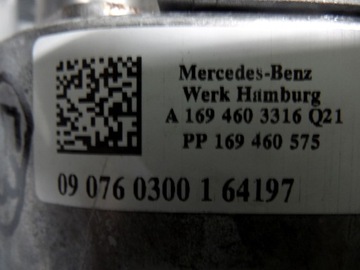 Mercedes-Benz
Werk Hamburg
A 169 460 3316 Q21
PP 169 460 575
09 076 0300 1 64197